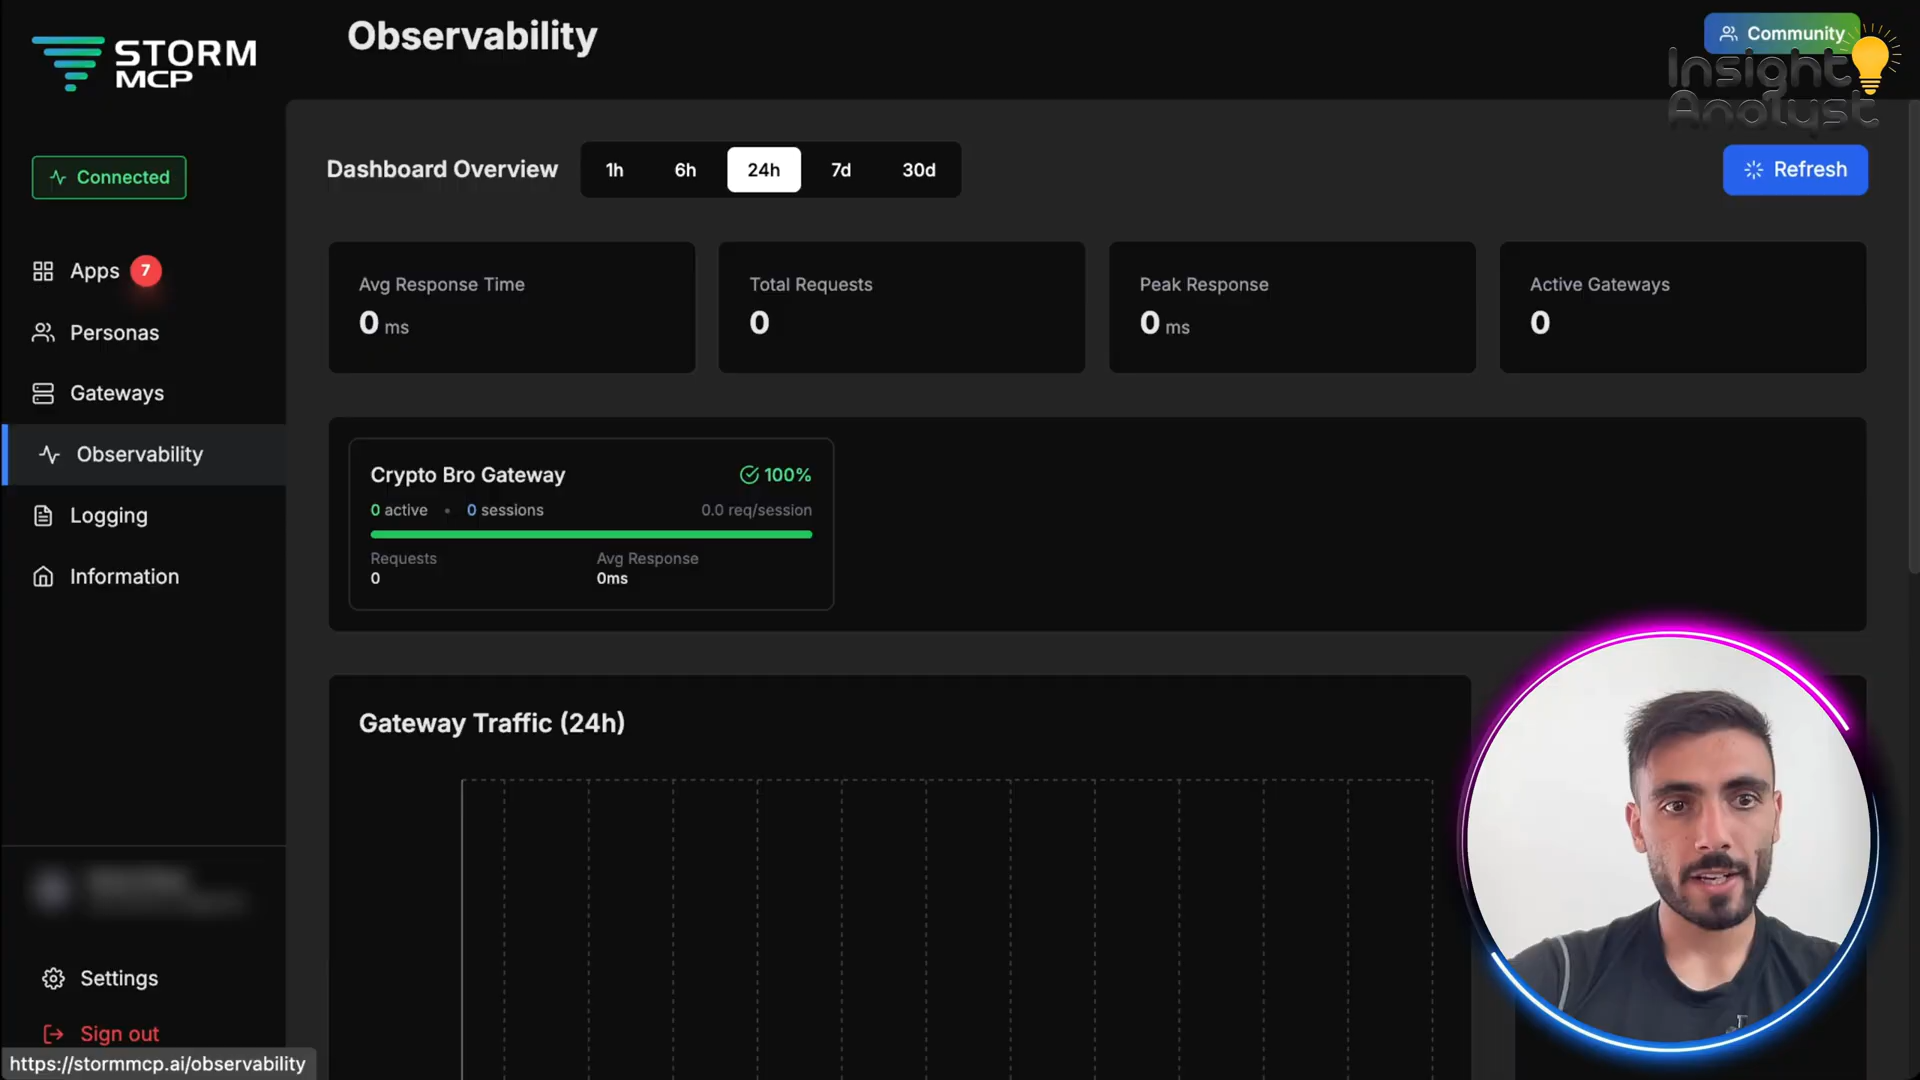 STORM
MCP
Observability
Community
Insight
Analyst
Connected
Dashboard Overview
1h
6h
24h
7d
30d
Refresh
Apps
7
Personas
Gateways
Observability
Logging
Information
Avg Response Time
0 ms
Total Requests
0
Peak Response
0 ms
Active Gateways
0
Crypto Bro Gateway
100%
0 active • 0 sessions
0.0 req/session
Requests
0
Avg Response
0ms
Gateway Traffic (24h)
Settings
Sign out
https://stormmcp.ai/observability